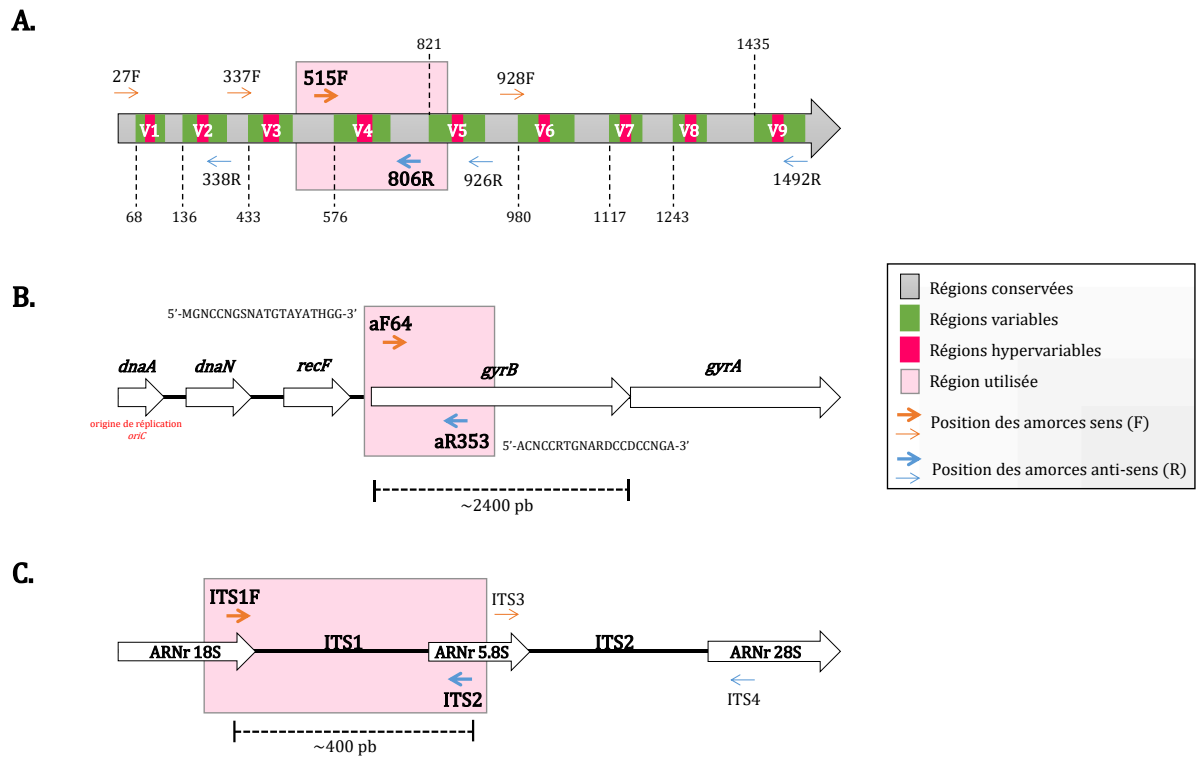 A.
821
1435
27F
337F
515F
928F
V1
V2
V3
V4
V5
V6
V7
V8
V9
338R
806R
926R
1492R
68
136
433
576
980
1117
1243
B.
5’-MGNCCNGSNATGTAYATHGG-3’
aF64
dnaA
dnaN
recF
gyrB
gyrA
origine de réplication
oriC
aR353
5’-ACNCCRTGNARDCCDCCNGA-3’
~2400 pb
Régions conservées
Régions variables
Régions hypervariables
Région utilisée
Position des amorces sens (F)
Position des amorces anti-sens (R)
C.
ITS1F
ITS3
ARNr 18S
ITS1
ARNr 5.8S
ITS2
ARNr 28S
ITS2
ITS4
~400 pb